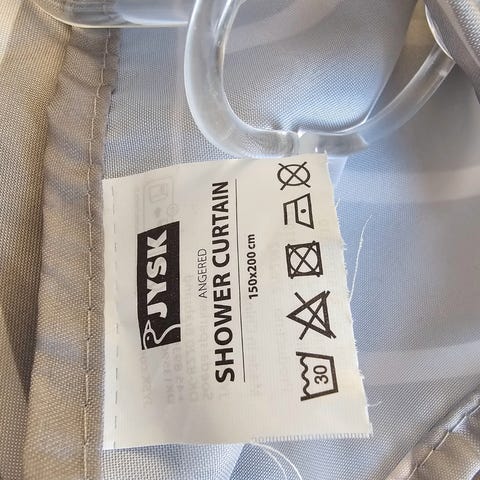 JYSK
ANGERED
SHOWER CURTAIN
150x200 cm
30